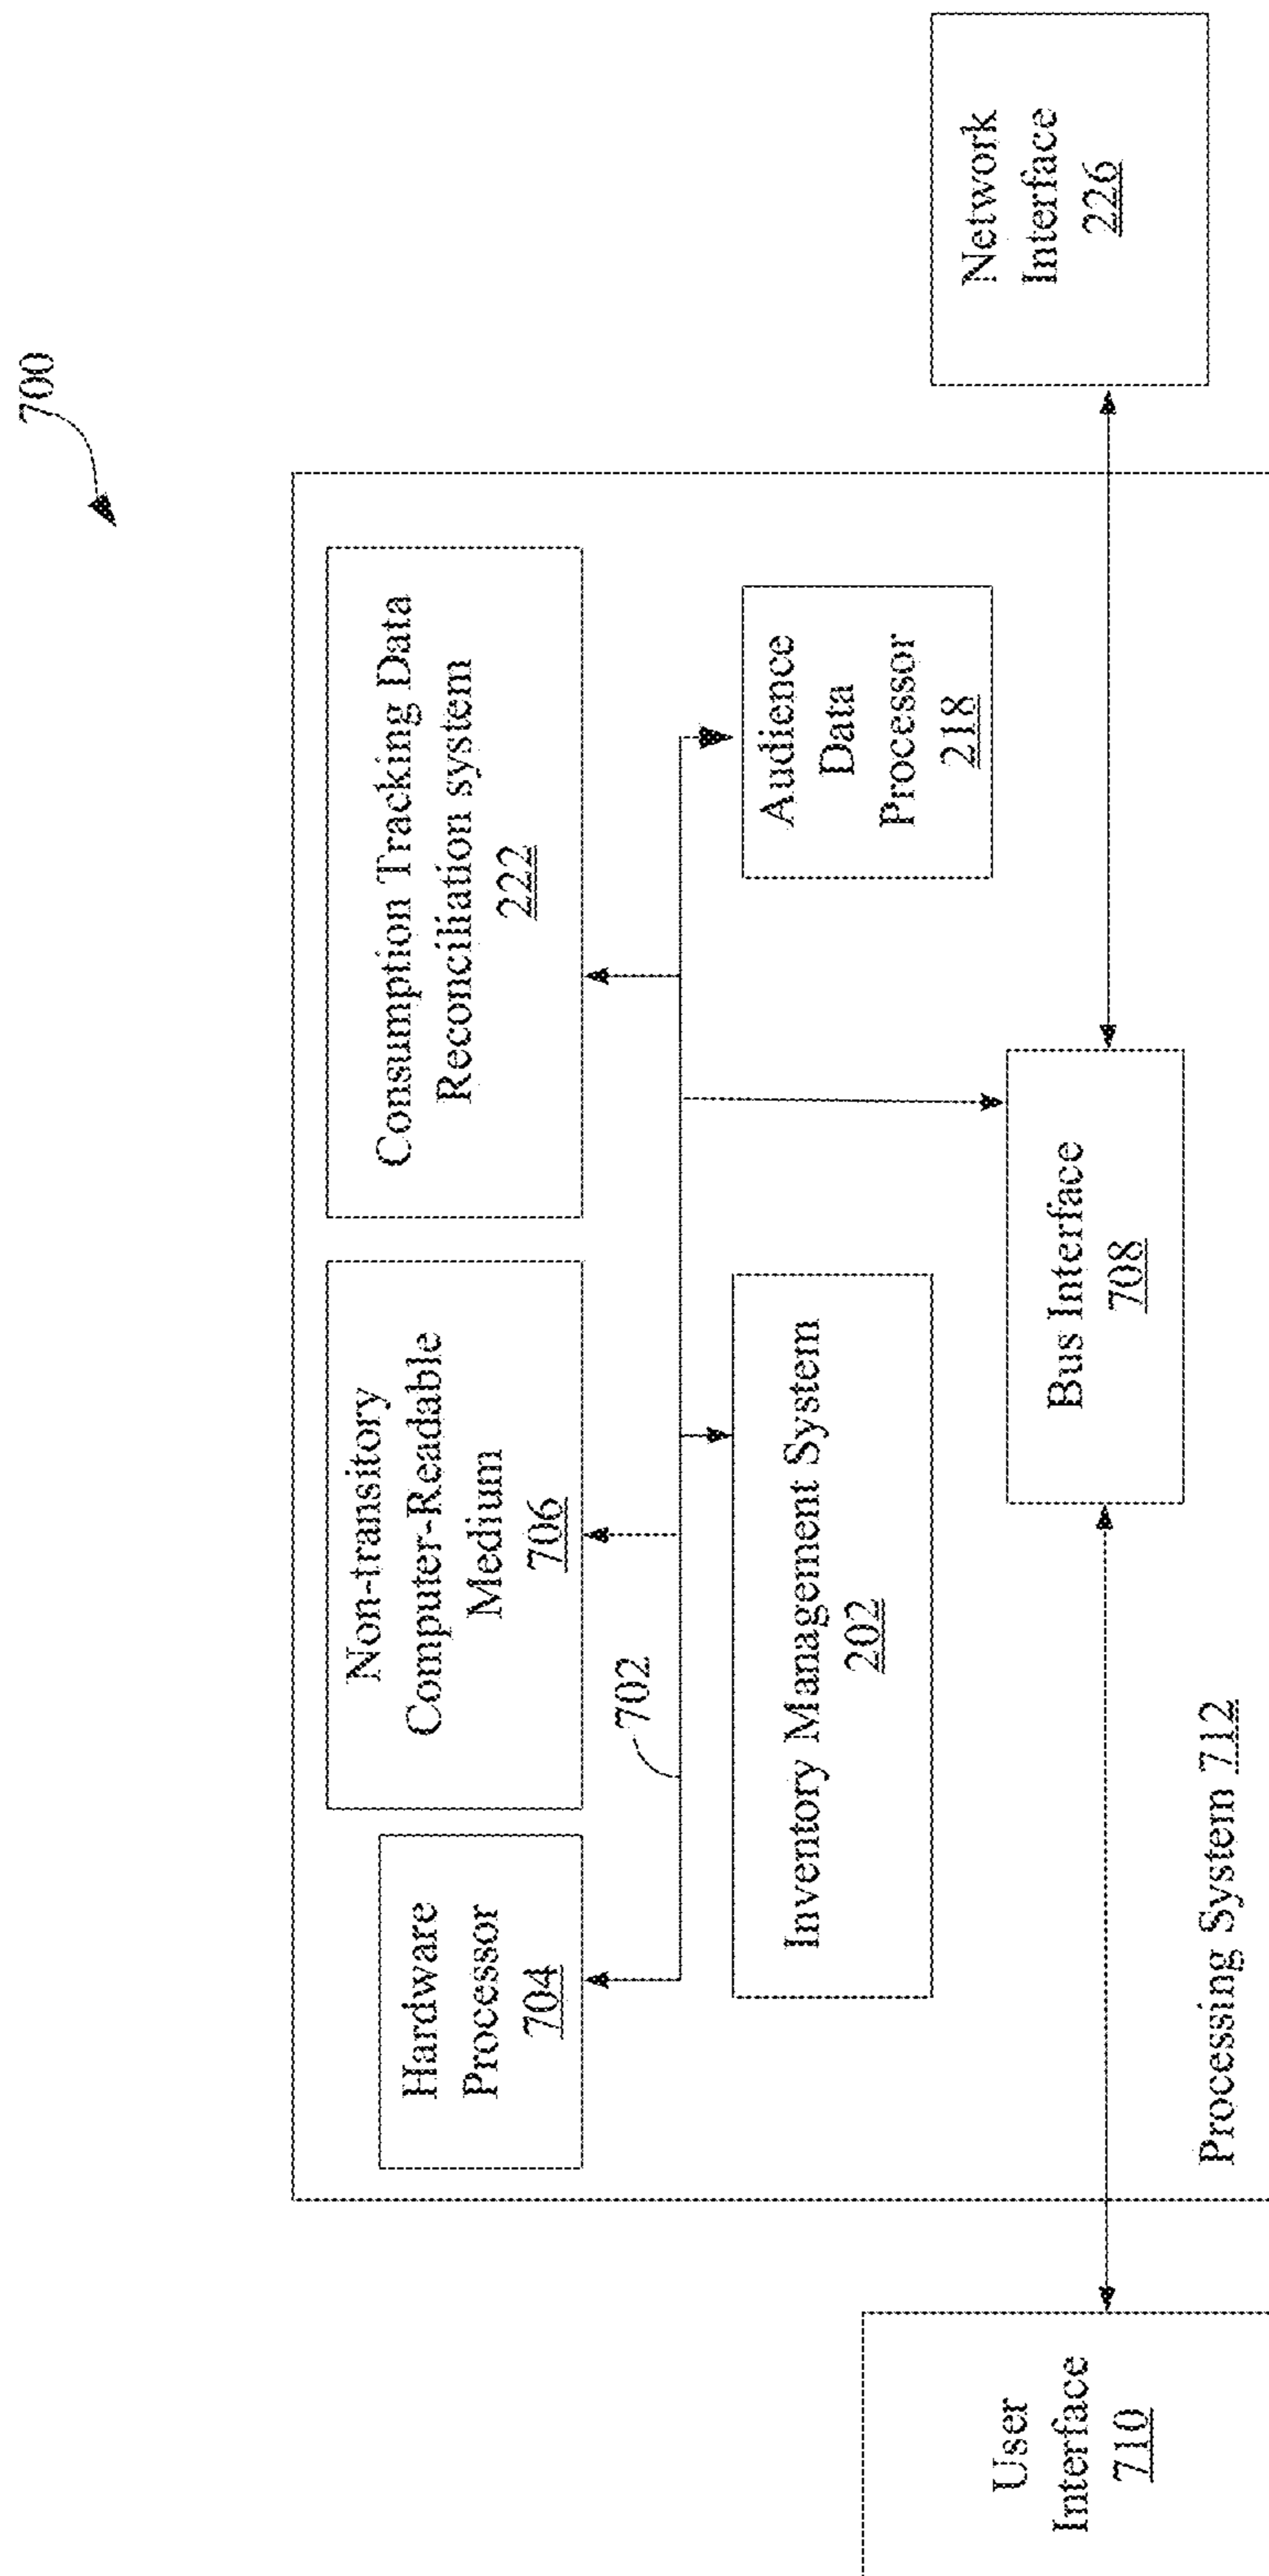 700
Hardware
Processor
704
Non-transitory
Computer-Readable
Medium
706
Consumption Tracking Data
Reconciliation system
222
702
Inventory Management System
202
Audience
Data
Processor
218
Bus Interface
708
User
Interface
710
Network
Interface
226
Processing System 712